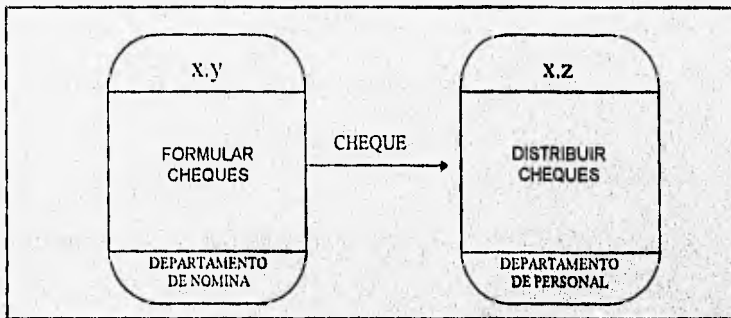 x.y
FORMULAR
CHEQUES
DEPARTAMENTO
DE NOMINA
CHEQUE
x.z
DISTRIBUIR
CHEQUES
DEPARTAMENTO
DE PERSONAL